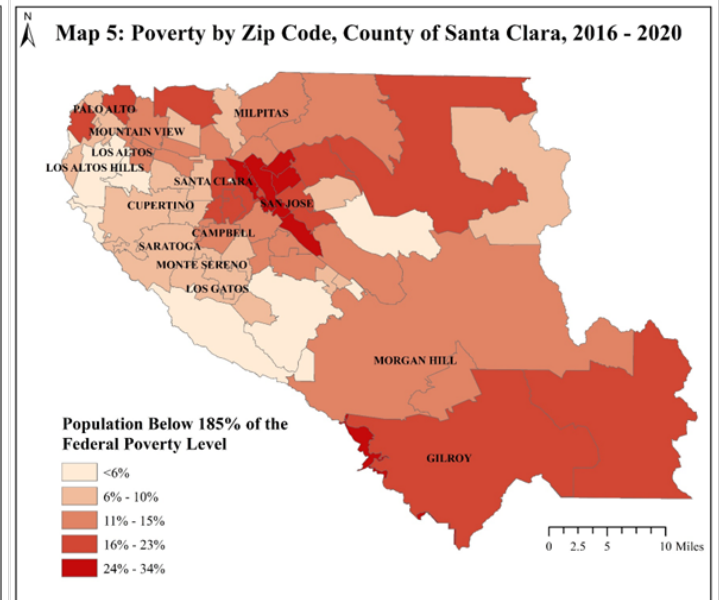 N
Map 5: Poverty by Zip Code, County of Santa Clara, 2016 - 2020
PALO ALTO
MILPITAS
MOUNTAIN VIEW
LOS ALTOS
LOS ALTOS HILLS
SANTA CLARA
CUPERTINO
SAN JOSE
CAMPBELL
SARATOGA
MONTE SERENO
LOS GATOS
MORGAN HILL
GILROY
Population Below 185% of the
Federal Poverty Level
<6%
6% - 10%
11% - 15%
16% - 23%
24% - 34%
0 2.5 5 10 Miles